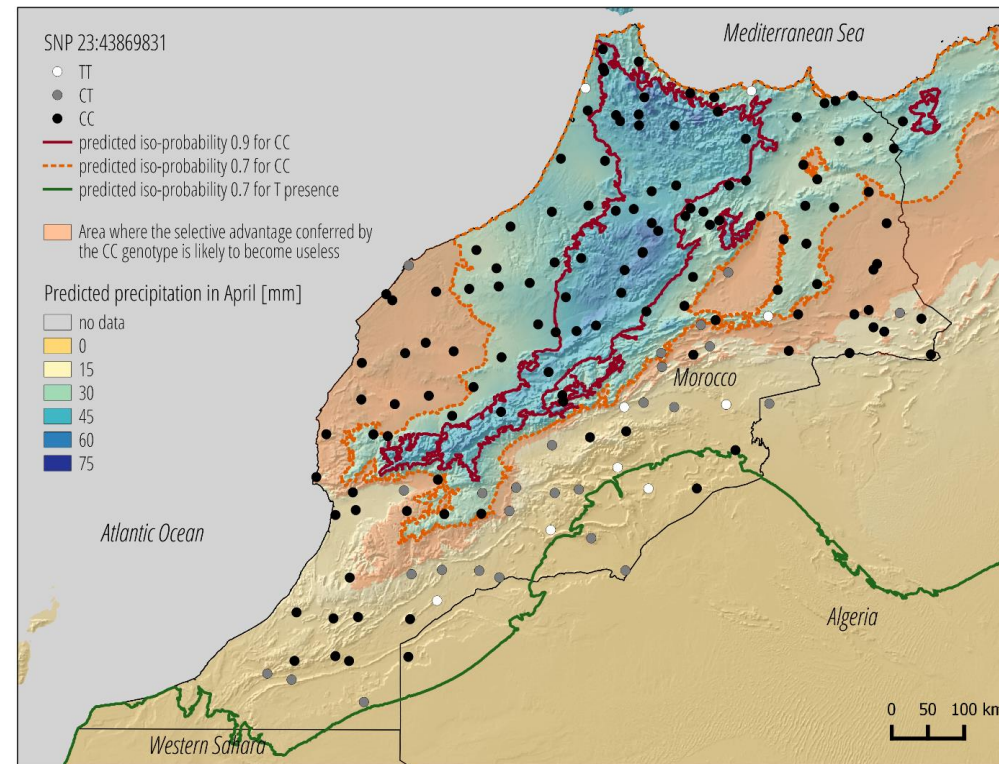 SNP 23:43869831
TT
CT
CC
predicted iso-probability 0.9 for CC
predicted iso-probability 0.7 for CC
predicted iso-probability 0.7 for T presence
Area where the selective advantage conferred by
the CC genotype is likely to become useless
Predicted precipitation in April [mm]
no data
0
15
30
45
60
75
Mediterranean Sea
Morocco
Atlantic Ocean
Algeria
Western Sahara
0 50 100 km